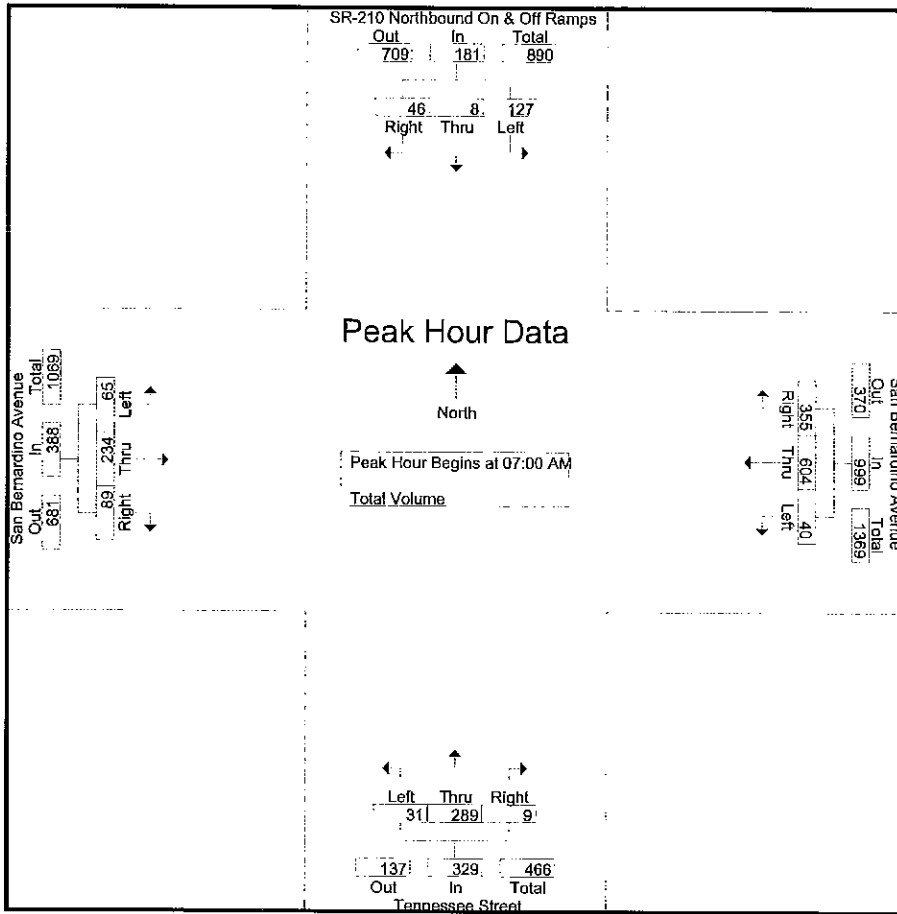 SR-210 Northbound On & Off Ramps
Out In Total
709 181 890
46 8 127
Right Thru Left
Peak Hour Data
North
Peak Hour Begins at 07:00 AM
Total Volume
San Bernardino Avenue
Total In Out
1069 388 681
65 234 89
Left Thru Right
Right Thru Left
355 604 40
370 999 1369
Out In Total
San Bernardino Avenue
Left Thru Right
31 289 9
137 329 466
Out In Total
Tennessee Street